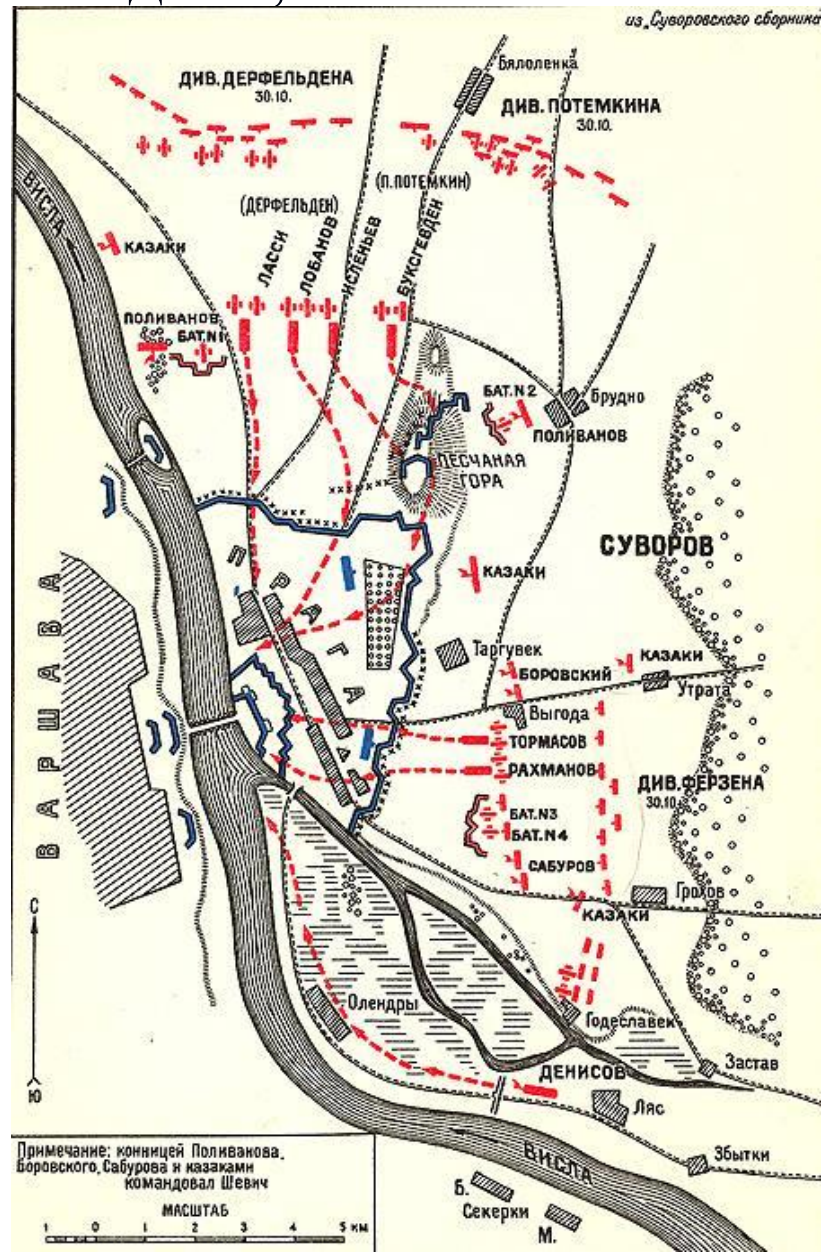 из „Суворовского сборника
Бялоленка
ДИВ. ДЕРФЕЛЬДЕНА
30.10.
ДИВ. ПОТЕМКИНА
30.10.
ВИСЛА
(ДЕРФЕЛЬДЕН)
(П. ПОТЕМКИН)
КАЗАКИ
ЛАССИ
ЛОБАНОВ
ИСЛЕНЬЕВ
БУКСГЕВДЕН
ПОЛИВАНОВ
БАТ.N1
БАТ.N2
Брудно
ПОЛИВАНОВ
ПЕСЧАНАЯ
ГОРА
СУВОРОВ
КАЗАКИ
ПРАГА
ВАРШАВА
Таргувек
БОРОВСКИЙ
КАЗАКИ
Утрата
Выгода
ТОРМАСОВ
РАХМАНОВ
ДИВ. ФЕРЗЕНА
30.10.
БАТ.N3
БАТ.N4
САБУРОВ
Грохов
КАЗАКИ
С
Олендры
Годеславек
Застав
ДЕНИСОВ
Ляс
Ю
ВИСЛА
Збытки
Примечание: конницей Поливанова,
Боровского, Сабурова и казаками
командовал Шевич
МАСШТАБ
1 0 1 2 3 4 5 км
Б.
Секерки
М.